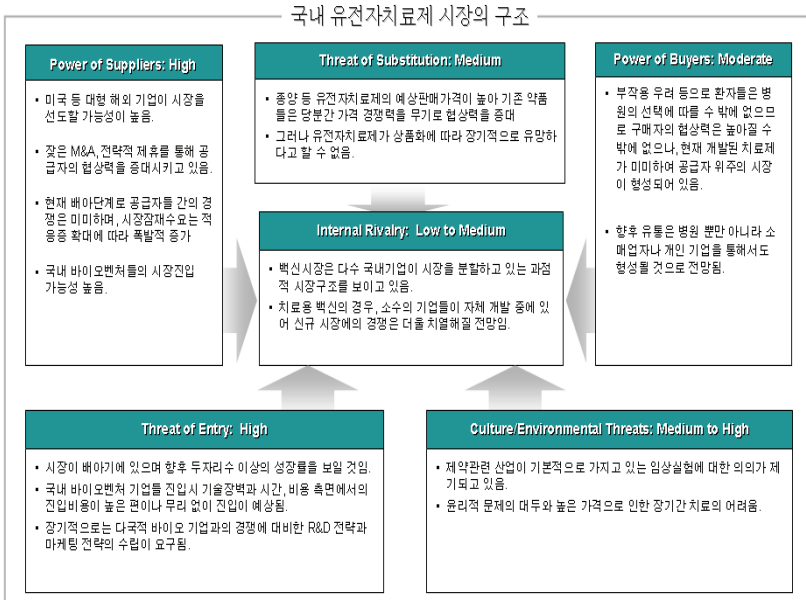 국내 유전자치료제 시장의 구조
Power of Suppliers: High
▪ 미국 등 대형 해외 기업이 시장을
선도할 가능성이 높음.
▪ 잦은 M&A, 전략적 제휴를 통해 공
급자의 협상력을 증대시키고 있음.
▪ 현재 배아단계로 공급자들 간의 경
쟁은 미미하며, 시장잠재수요는 적
응증 확대에 따라 폭발적 증가
▪ 국내 바이오벤처들의 시장진입
가능성 높음.
Threat of Substitution: Medium
▪ 종양 등 유전자치료제의 예상판매가격이 높아 기존 약품
들은 당분간 가격 경쟁력을 무기로 협상력을 증대
▪ 그러나 유전자치료제가 상품화에 따라 장기적으로 유망하
다고 할 수 없음.
Power of Buyers: Moderate
▪ 부작용 우려 등으로 환자들은 병
원의 선택에 따를 수 밖에 없으므
로 구매자의 협상력은 높아질 수
밖에 없으나, 현재 개발된 치료제
가 미미하여 공급자 위주의 시장
이 형성되어 있음.
▪ 향후 유통은 병원 뿐만 아니라 소
매업자나 개인 기업을 통해서도
형성될 것으로 전망됨.
Internal Rivalry: Low to Medium
▪ 백신시장은 다수 국내기업이 시장을 분할하고 있는 과점
적 시장구조를 보이고 있음.
▪ 치료용 백신의 경우, 소수의 기업들이 자체 개발 중에 있
어 신규 시장에의 경쟁은 더욱 치열해질 전망임.
Threat of Entry: High
▪ 시장이 배아기에 있으며 향후 두자리수 이상의 성장률을 보일 것임.
▪ 국내 바이오벤처 기업들 진입시 기술장벽과 시간, 비용 측면에서의
진입비용이 높은 편이나 무리 없이 진입이 예상됨.
▪ 장기적으로는 다국적 바이오 기업과의 경쟁에 대비한 R&D 전략과
마케팅 전략의 수립이 요구됨.
Culture/Environmental Threats: Medium to High
▪ 제약관련 산업이 기본적으로 가지고 있는 임상실험에 대한 의의가 제
기되고 있음.
▪ 윤리적 문제의 대두와 높은 가격으로 인한 장기간 치료의 어려움.